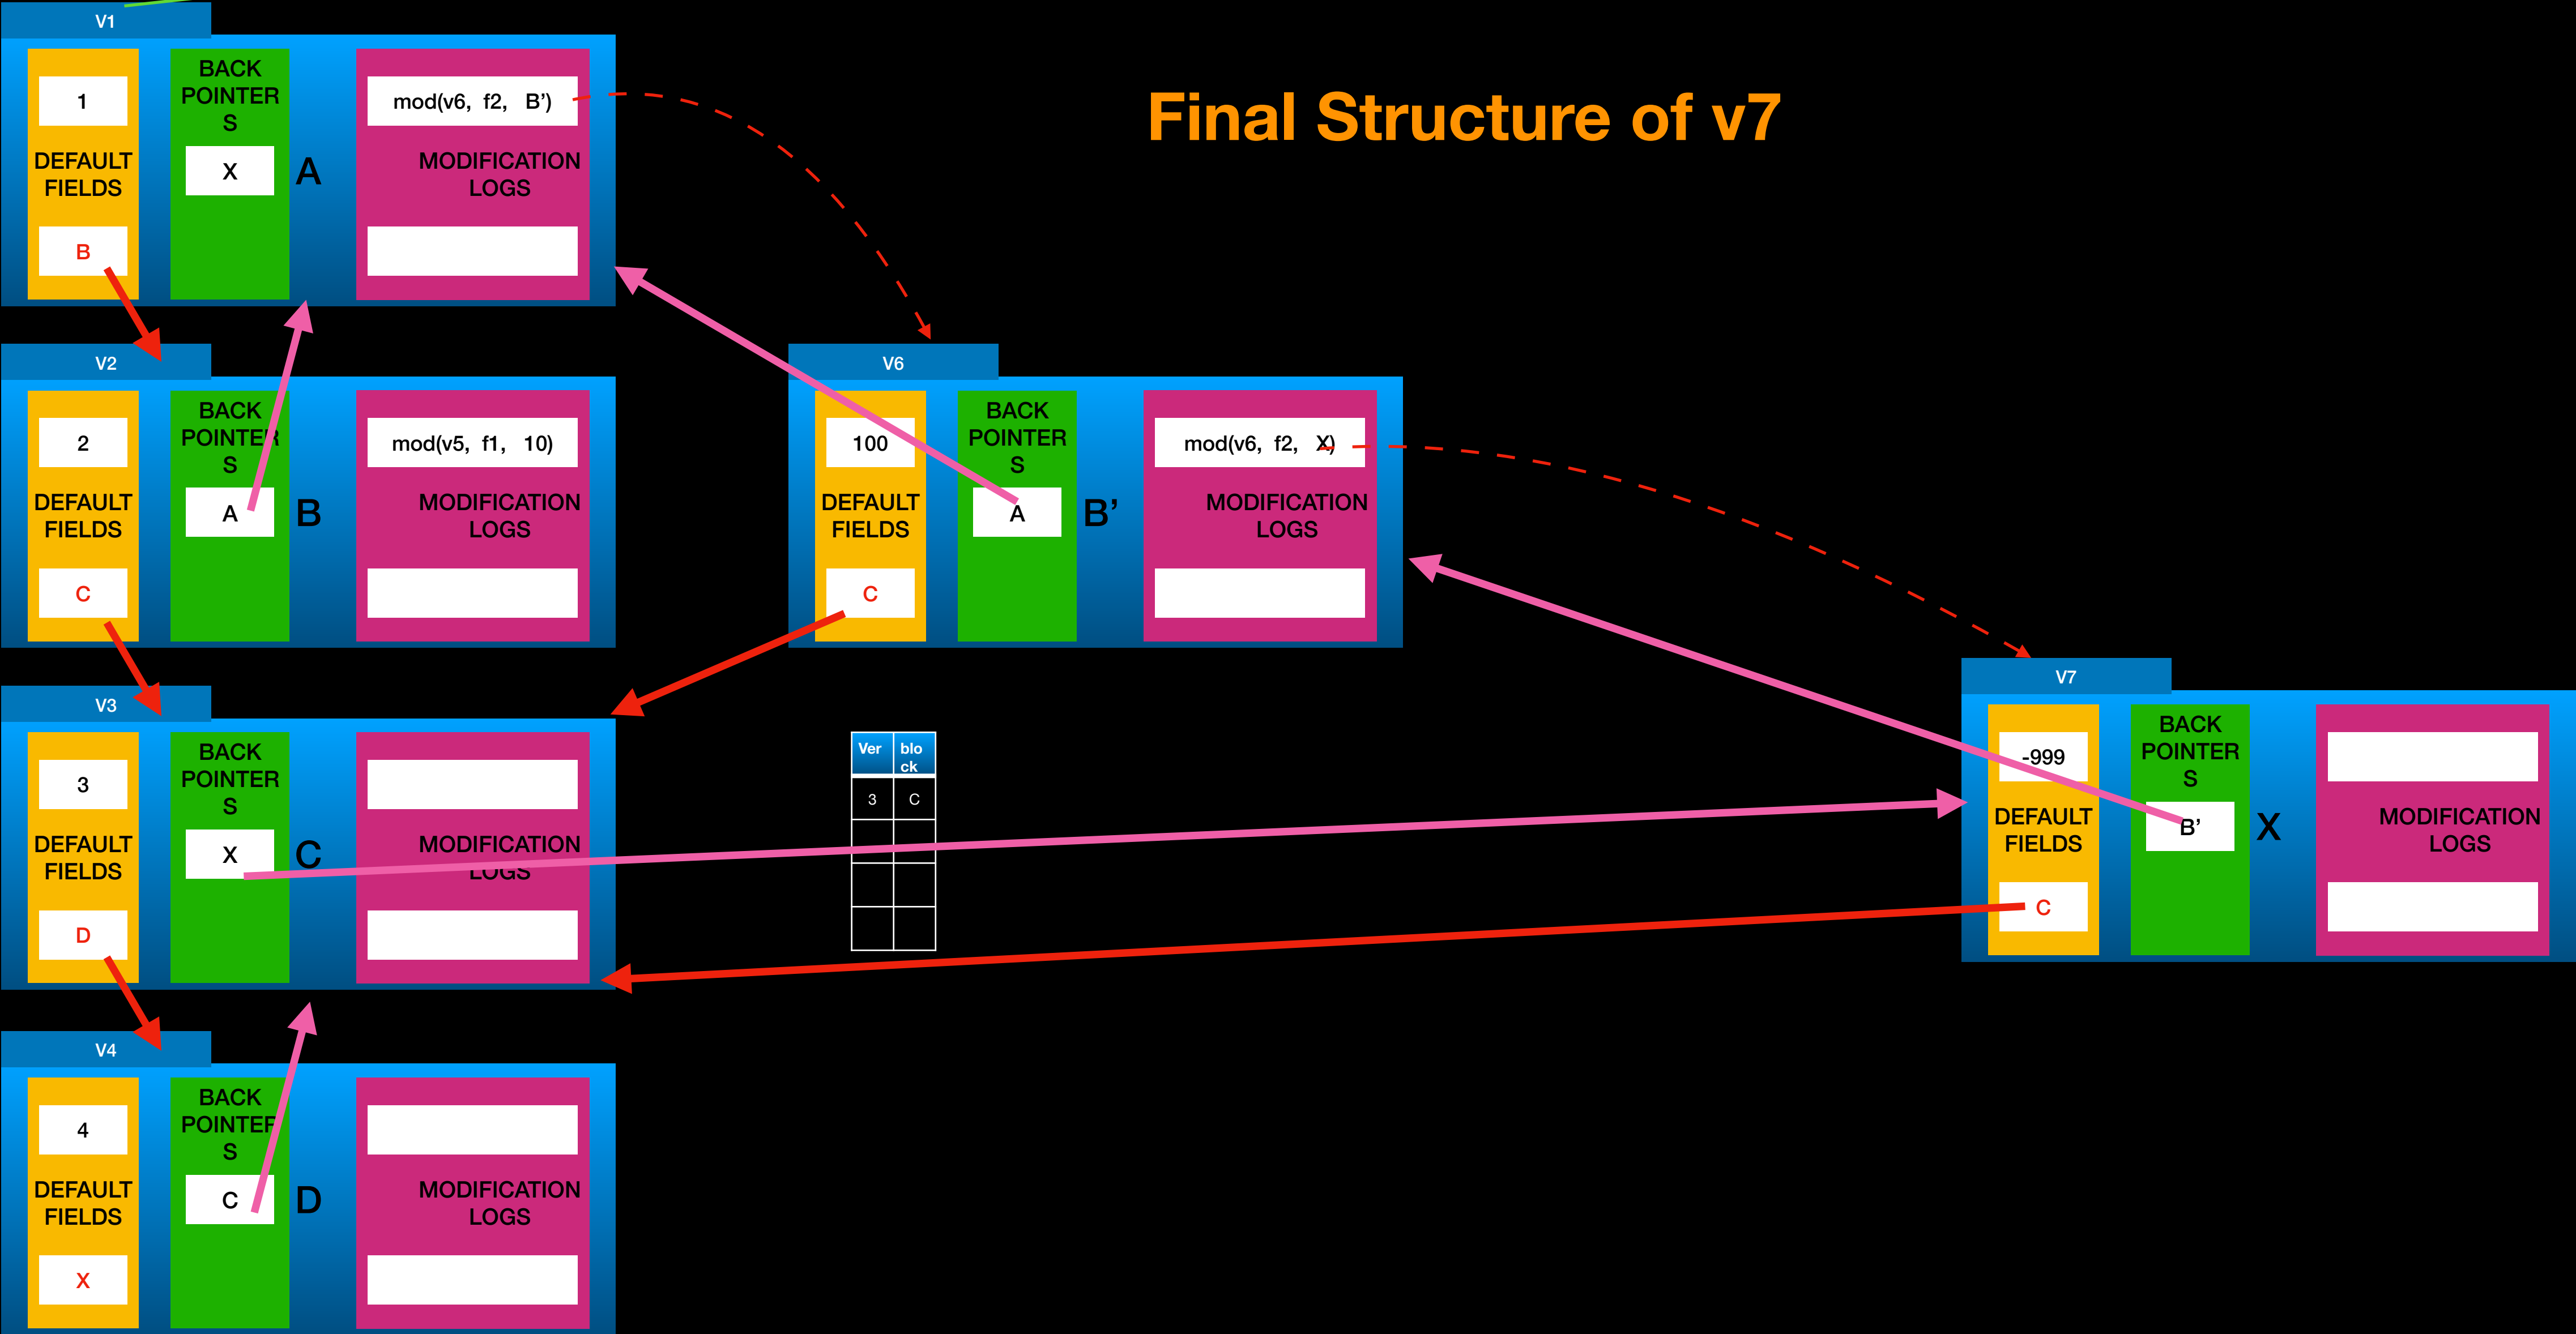 V1
Final Structure of v7
1
DEFAULT
FIELDS
B
BACK
POINTER
S
X
A
mod(v6, f2, B’)
MODIFICATION
LOGS
V2
2
DEFAULT
FIELDS
C
BACK
POINTER
S
A
B
mod(v5, f1, 10)
MODIFICATION
LOGS
V6
100
DEFAULT
FIELDS
C
BACK
POINTER
S
A
B’
mod(v6, f2, X)
MODIFICATION
LOGS
V3
3
DEFAULT
FIELDS
D
BACK
POINTER
S
X
C
MODIFICATION
LOGS
Ver
blo
ck
3
C
V7
-999
DEFAULT
FIELDS
C
BACK
POINTER
S
B’
X
MODIFICATION
LOGS
V4
4
DEFAULT
FIELDS
X
BACK
POINTER
S
C
D
MODIFICATION
LOGS